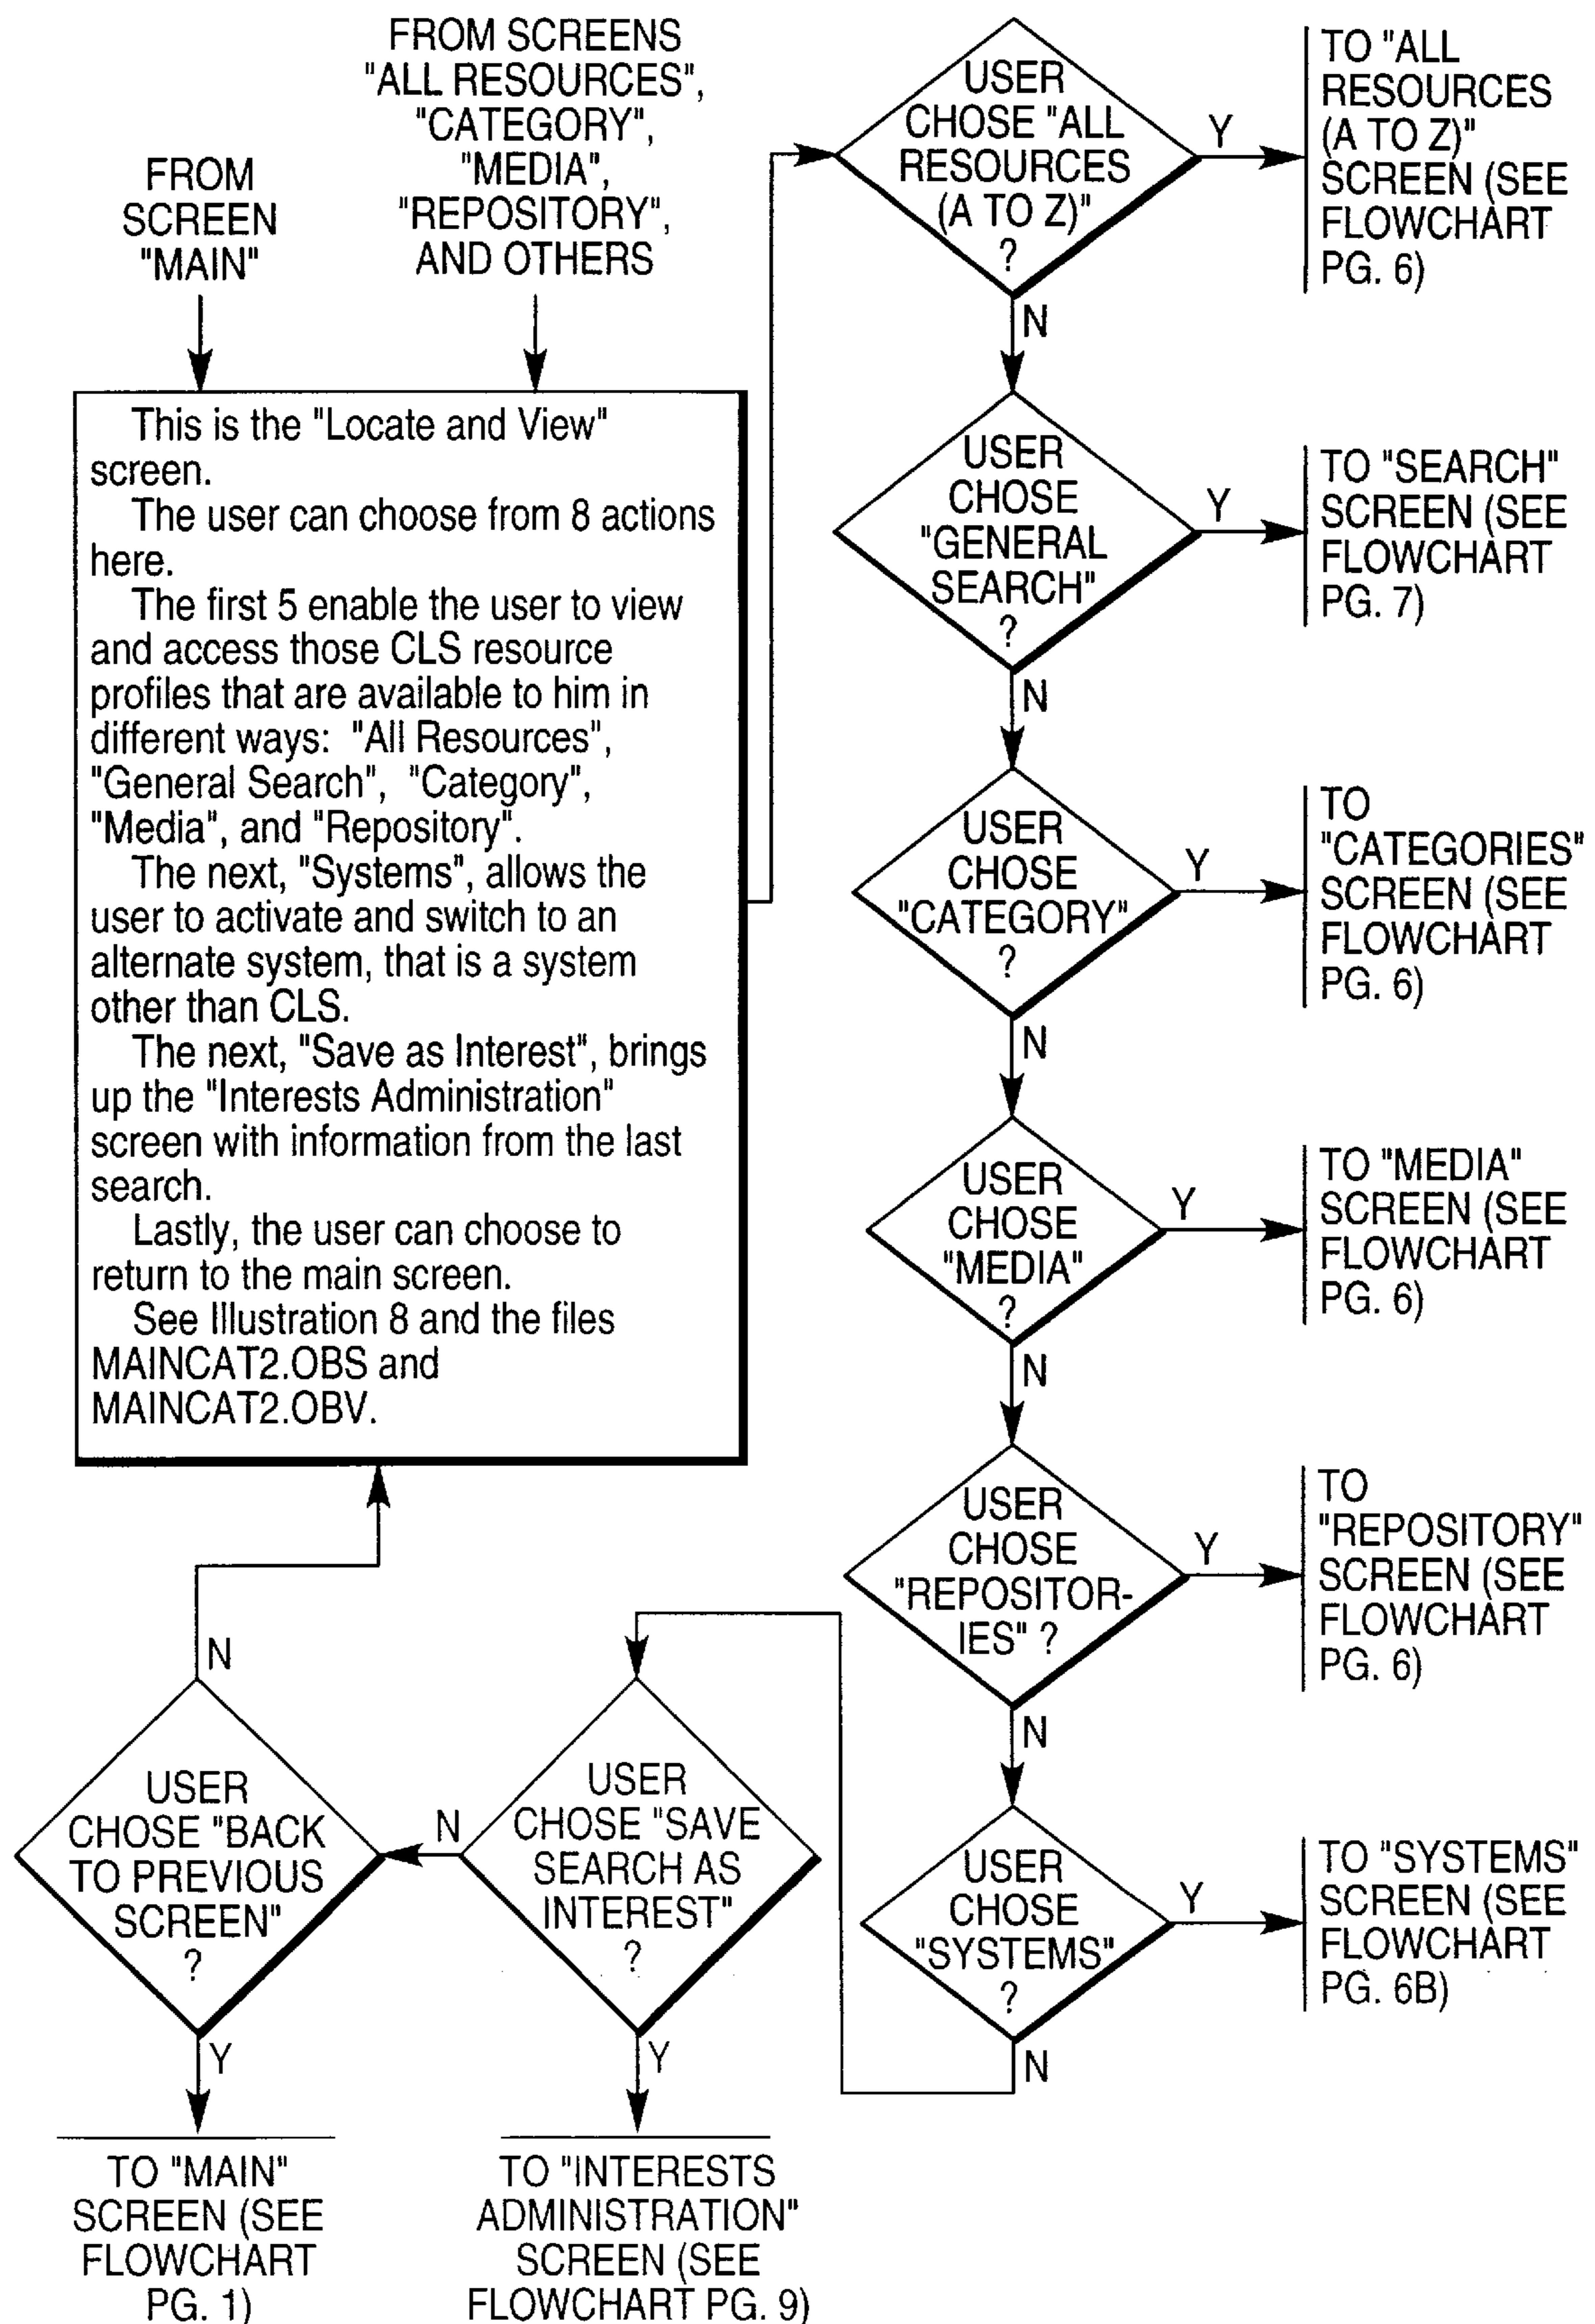 FROM
SCREEN
"MAIN"
FROM SCREENS
"ALL RESOURCES",
"CATEGORY",
"MEDIA",
"REPOSITORY",
AND OTHERS
This is the "Locate and View"
screen.
The user can choose from 8 actions
here.
The first 5 enable the user to view
and access those CLS resource
profiles that are available to him in
different ways: "All Resources",
"General Search", "Category",
"Media", and "Repository".
The next, "Systems", allows the
user to activate and switch to an
alternate system, that is a system
other than CLS.
The next, "Save as Interest", brings
up the "Interests Administration"
screen with information from the last
search.
Lastly, the user can choose to
return to the main screen.
See Illustration 8 and the files
MAINCAT2.OBS and
MAINCAT2.OBV.
USER
CHOSE "ALL
RESOURCES
(A TO Z)"
?
Y
TO "ALL
RESOURCES
(A TO Z)"
SCREEN (SEE
FLOWCHART
PG. 6)
N
USER
CHOSE
"GENERAL
SEARCH"
?
Y
TO "SEARCH"
SCREEN (SEE
FLOWCHART
PG. 7)
N
USER
CHOSE
"CATEGORY"
?
Y
TO
"CATEGORIES"
SCREEN (SEE
FLOWCHART
PG. 6)
N
USER
CHOSE
"MEDIA"
?
Y
TO "MEDIA"
SCREEN (SEE
FLOWCHART
PG. 6)
N
USER
CHOSE
"REPOSITOR-
IES" ?
Y
TO
"REPOSITORY"
SCREEN (SEE
FLOWCHART
PG. 6)
N
USER
CHOSE
"SYSTEMS"
?
Y
TO "SYSTEMS"
SCREEN (SEE
FLOWCHART
PG. 6B)
N
USER
CHOSE "SAVE
SEARCH AS
INTEREST"
?
Y
TO "INTERESTS
ADMINISTRATION"
SCREEN (SEE
FLOWCHART PG. 9)
N
USER
CHOSE "BACK
TO PREVIOUS
SCREEN"
?
N
Y
TO "MAIN"
SCREEN (SEE
FLOWCHART
PG. 1)